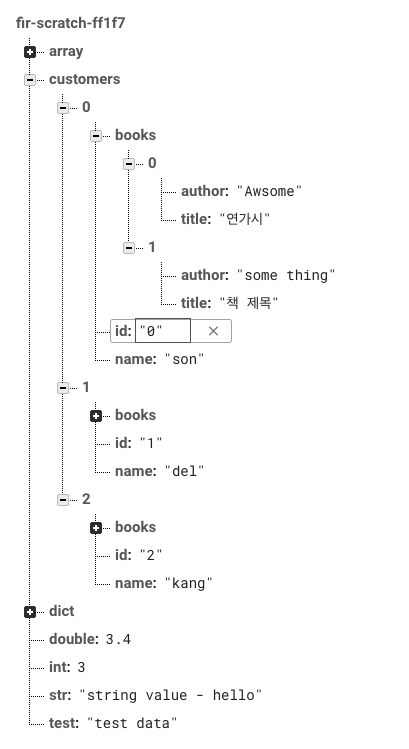 fir-scratch-ff1f7
array
customers
0
books
0
author: "Awsome"
title: "연가시"
1
author: "some thing"
title: "책 제목"
id: "0" ×
name: "son"
1
books
id: "1"
name: "del"
2
books
id: "2"
name: "kang"
dict
double: 3.4
int: 3
str: "string value - hello"
test: "test data"